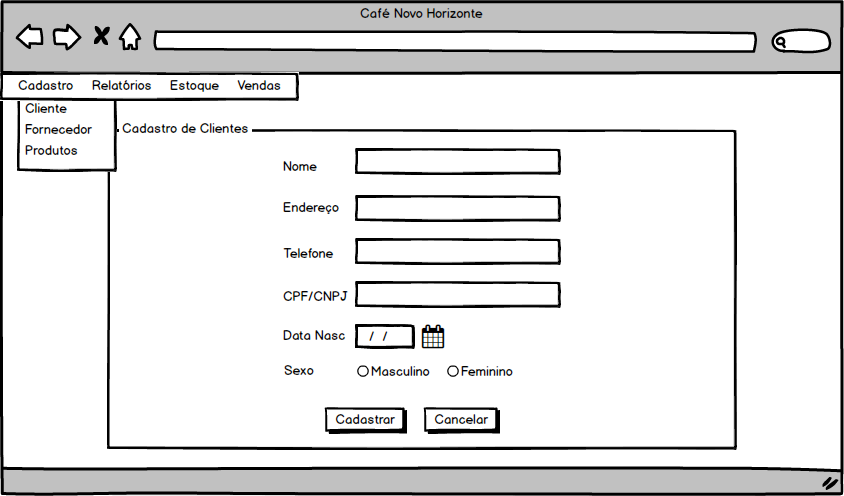 Café Novo Horizonte
Cadastro Relatórios Estoque Vendas
Cliente
Fornecedor
Produtos
Cadastro de Clientes
Nome
Endereço
Telefone
CPF/CNPJ
Data Nasc / /
Sexo Masculino Feminino
Cadastrar Cancelar